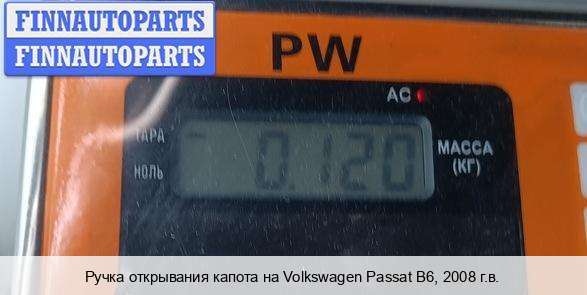 FINNAUTOPARTS
FINNAUTOPARTS
PW
AC
ТАРА
НОЛЬ
0.120
МАССА
(КГ)
Ручка открывания капота на Volkswagen Passat B6, 2008 г.в.